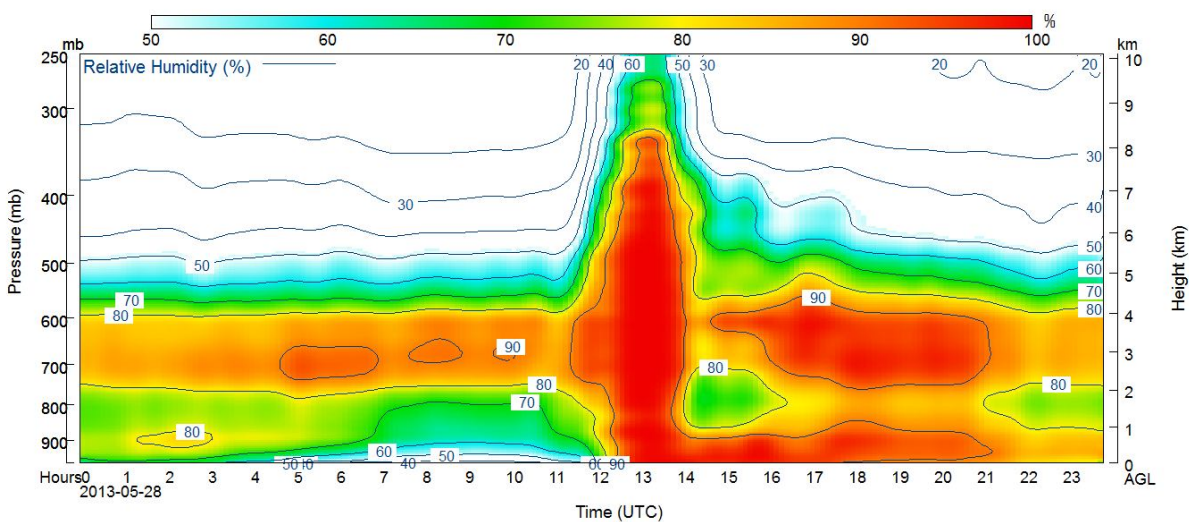 %
50 60 70 80 90 100
mb km
250 Relative Humidity (%) 20 40 60 50 30 20 20 10
300 9
30 8
400 30 7
40
6
50
500 50 60 5
70 70
80 90 80
600 4
90
700 3
80
80 80 2
800 70
80 1
900 60 50
50 40 40 60 90 0
Hours 0 1 2 3 4 5 6 7 8 9 10 11 12 13 14 15 16 17 18 19 20 21 22 23 AGL
2013-05-28
Time (UTC)
Pressure (mb)
Height (km)